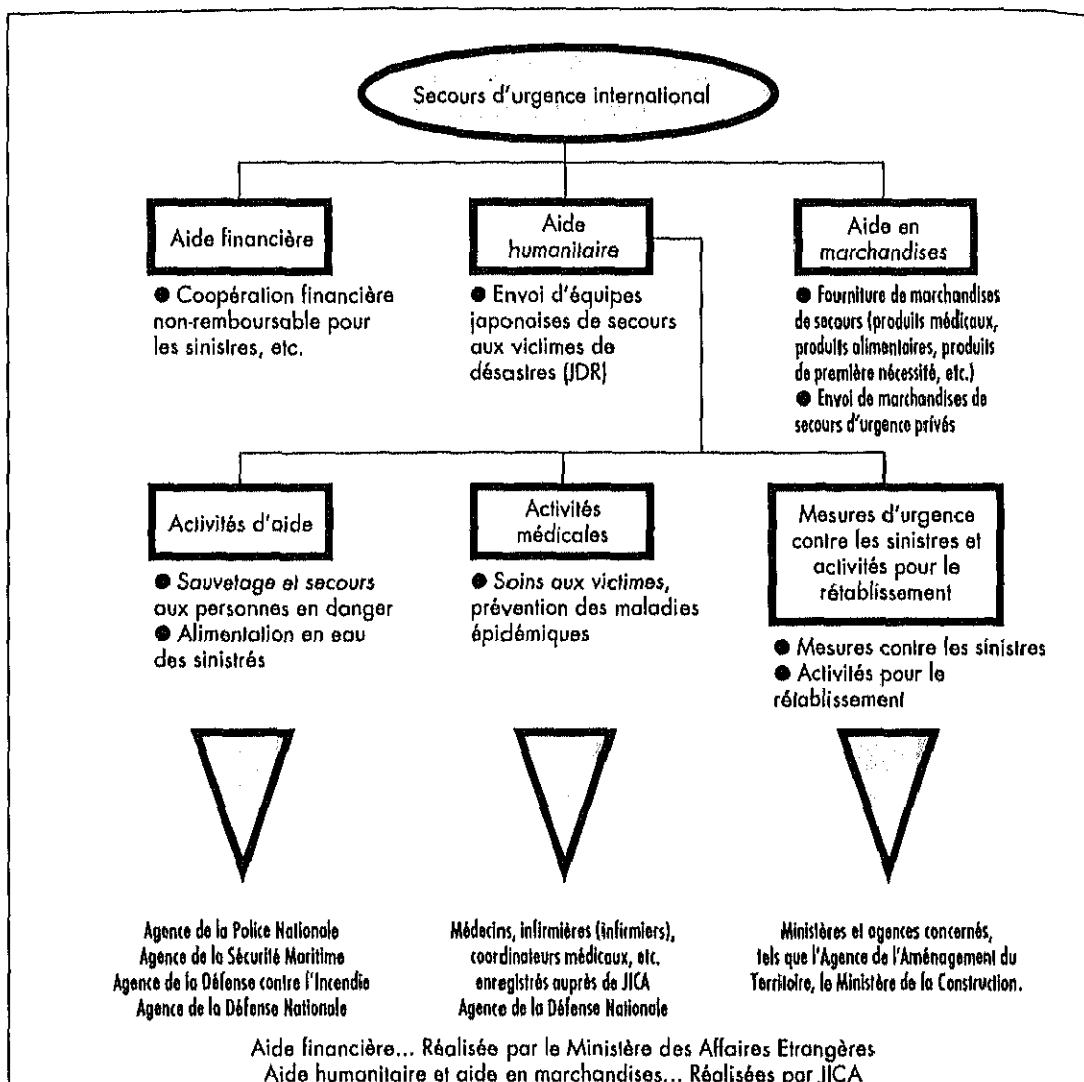 Secours d'urgence international
Aide financière
● Coopération financière
non-remboursable pour
les sinistres, etc.
Aide
humanitaire
● Envoi d'équipes
japonaises de secours
aux victimes de
désastres (JDR)
Aide en
marchandises
● Fourniture de marchandises
de secours (produits médicaux,
produits alimentaires, produits
de première nécessité, etc.)
● Envoi de marchandises de
secours d'urgence privés
Activités d'aide
● Sauvetage et secours
aux personnes en danger
● Alimentation en eau
des sinistrés
Activités
médicales
● Soins aux victimes,
prévention des maladies
épidémiques
Mesures d'urgence
contre les sinistres et
activités pour le
rétablissement
● Mesures contre les sinistres
● Activités pour le
rétablissement
Agence de la Police Nationale
Agence de la Sécurité Maritime
Agence de la Défense contre l'Incendie
Agence de la Défense Nationale
Médecins, infirmières (infirmiers),
coordinateurs médicaux, etc.
enregistrés auprès de JICA
Agence de la Défense Nationale
Ministères et agences concernés,
tels que l'Agence de l'Aménagement du
Territoire, le Ministère de la Construction.
Aide financière... Réalisée par le Ministère des Affaires Etrangères
Aide humanitaire et aide en marchandises... Réalisées par JICA